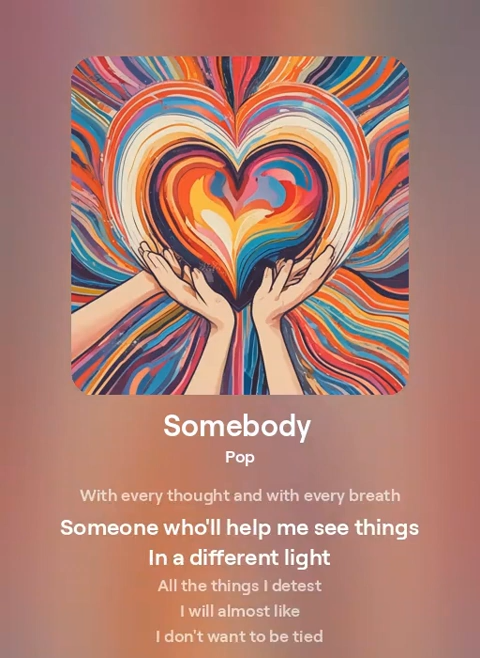 Somebody
Pop
With every thought and with every breath
Someone who'll help me see things
In a different light
All the things I detest
I will almost like
I don't want to be tied